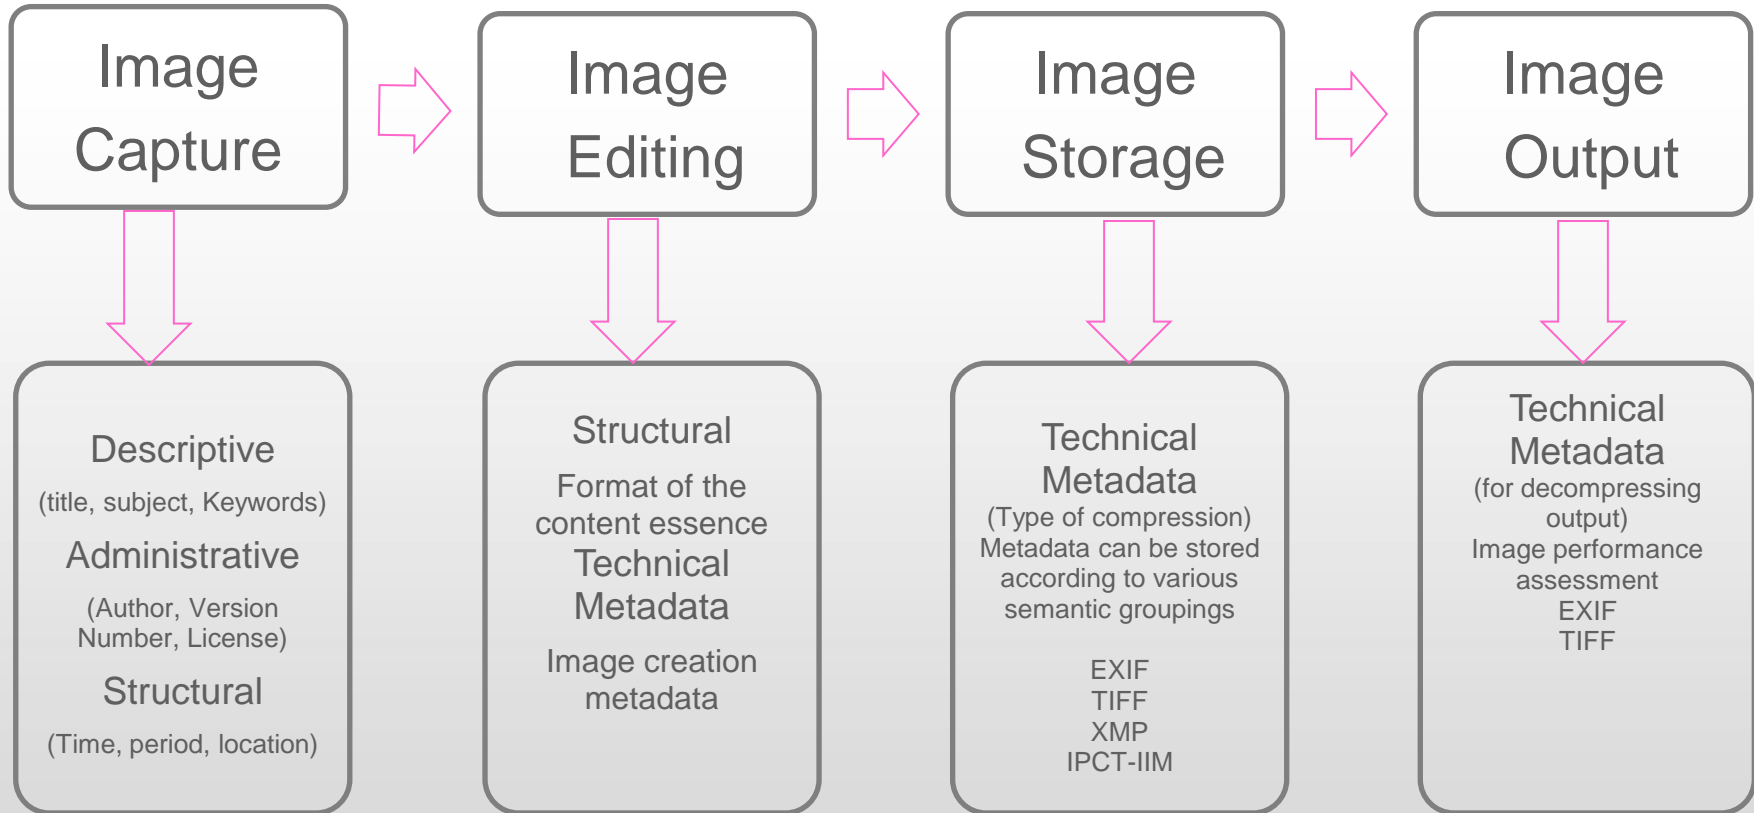 Image
Capture
Image
Editing
Image
Storage
Image
Output
Descriptive
(title, subject, Keywords)
Administrative
(Author, Version
Number, License)
Structural
(Time, period, location)
Structural
Format of the
content essence
Technical
Metadata
Image creation
metadata
Technical
Metadata
(Type of compression)
Metadata can be stored
according to various
semantic groupings
EXIF
TIFF
XMP
IPCT-IIM
Technical
Metadata
(for decompressing
output)
Image performance
assessment
EXIF
TIFF